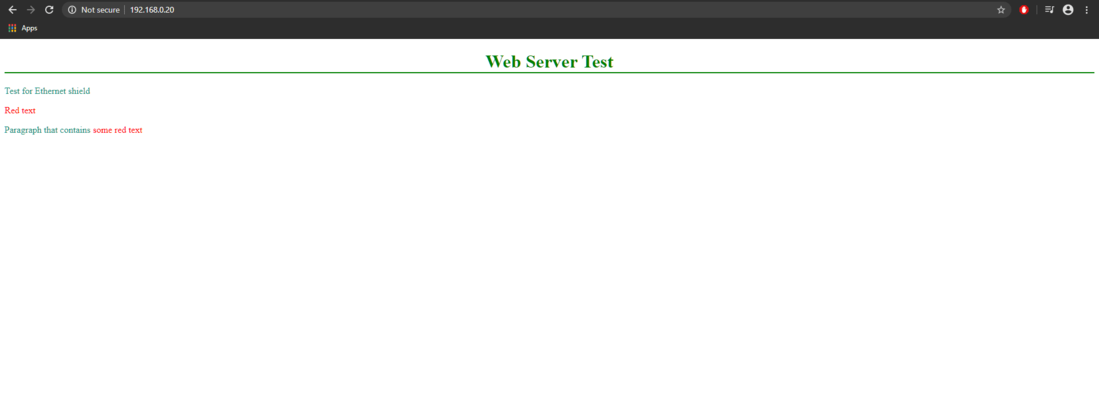 Not secure 192.168.0.20
Apps
Web Server Test
Test for Ethernet shield
Red text
Paragraph that contains some red text